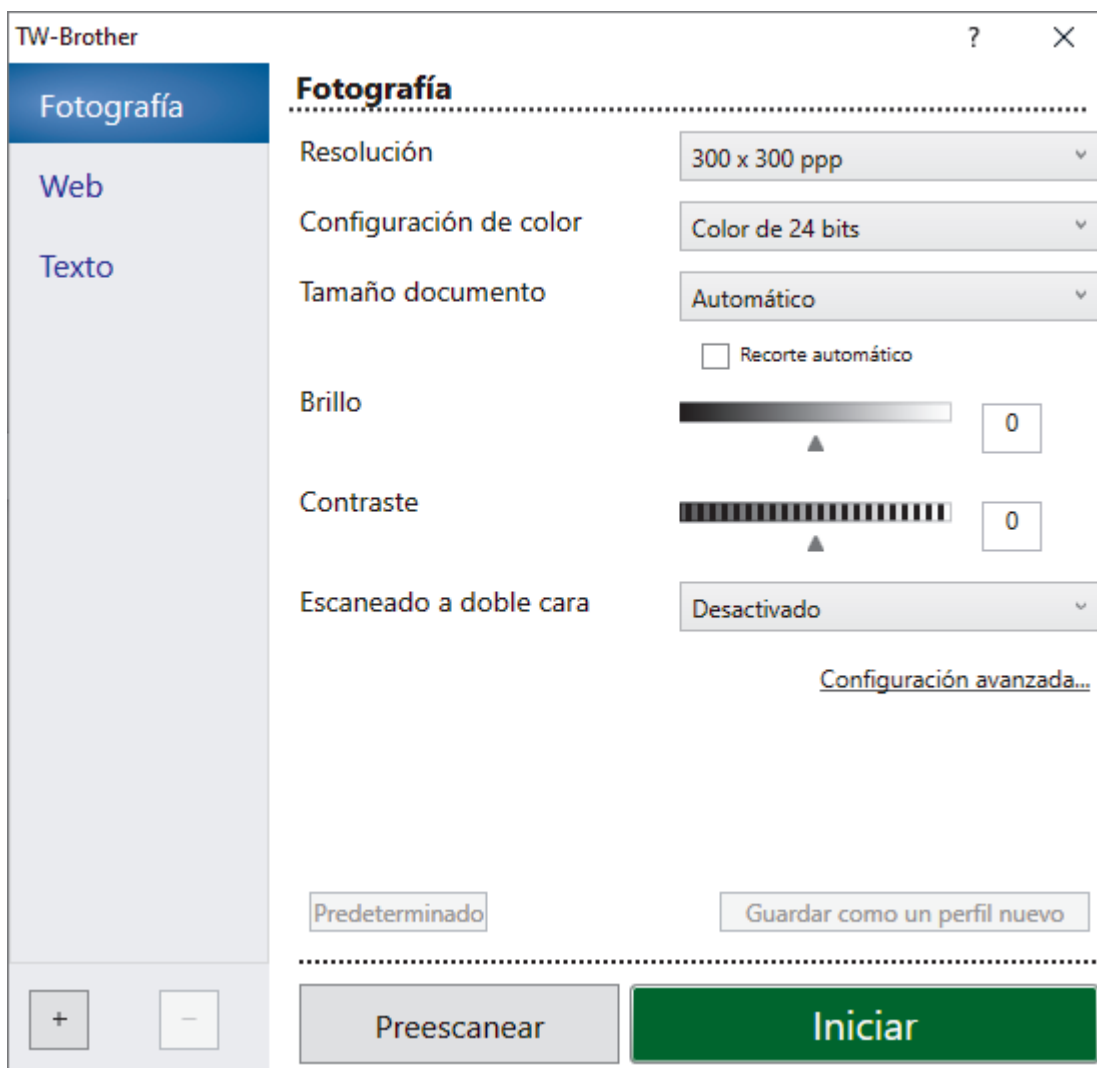 TW-Brother
?
Fotografía
Web
Texto
Fotografía
Resolución
300 x 300 ppp
Configuración de color
Color de 24 bits
Tamaño documento
Automático
Recorte automático
Brillo
0
Contraste
0
Escaneado a doble cara
Desactivado
Configuración avanzada...
Predeterminado
Guardar como un perfil nuevo
+
−
Preescanear
Iniciar